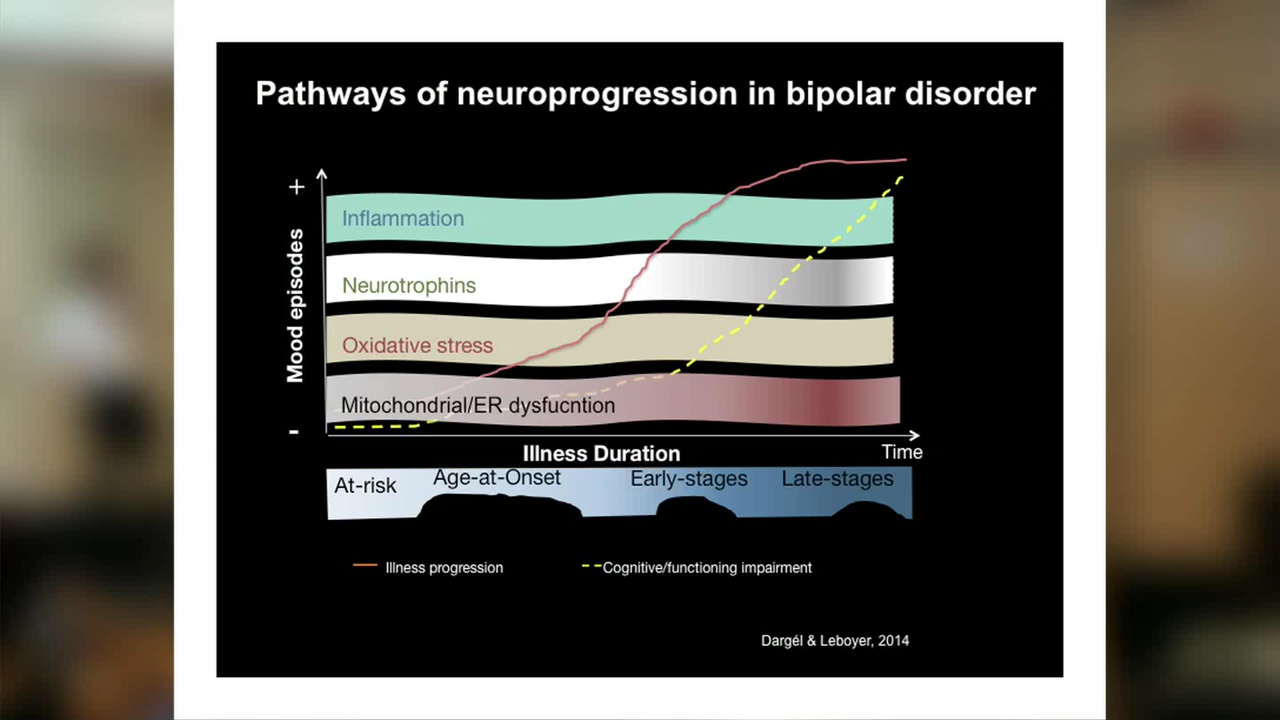 Pathways of neuroprogression in bipolar disorder
+
Mood episodes
-
Inflammation
Neurotrophins
Oxidative stress
Mitochondrial/ER dysfucntion
Illness Duration
Time
At-risk
Age-at-Onset
Early-stages
Late-stages
Illness progression
Cognitive/functioning impairment
Dargél & Leboyer, 2014